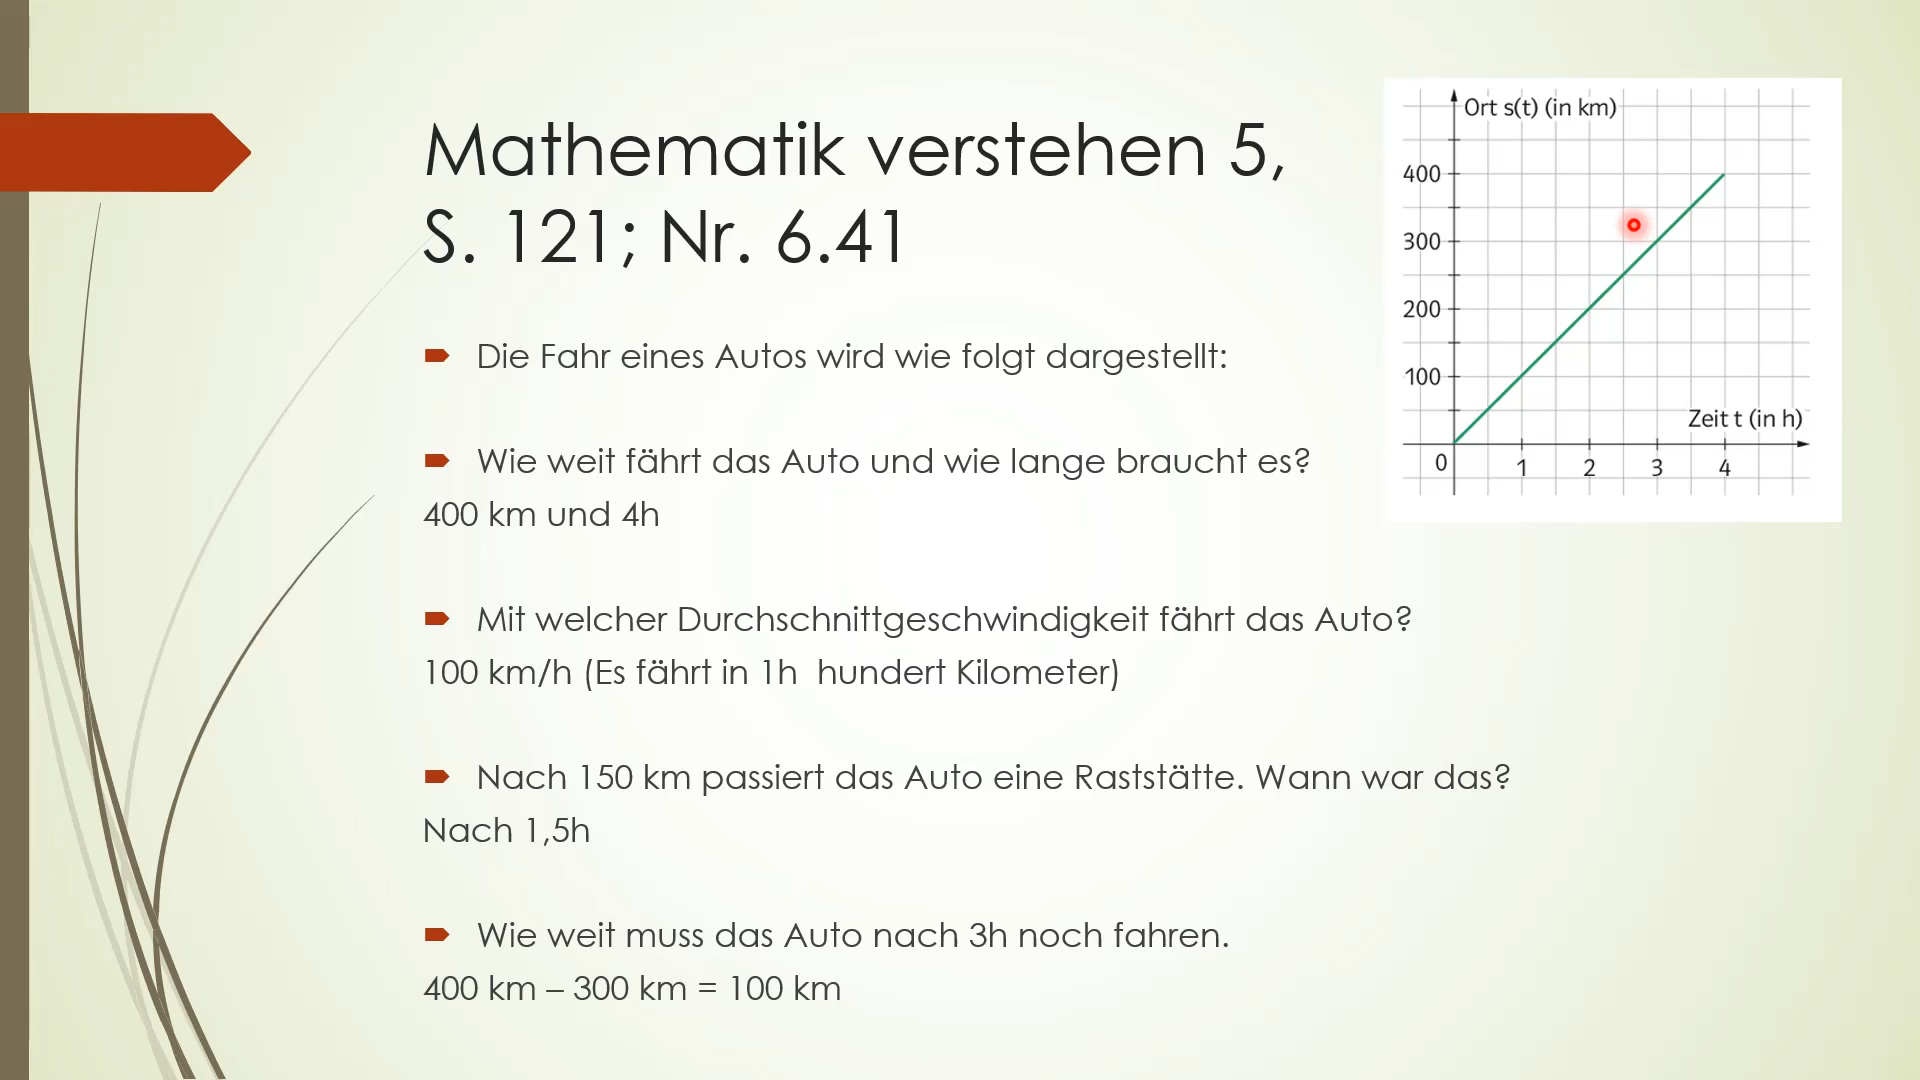 Mathematik verstehen 5,
S. 121; Nr. 6.41
Die Fahr eines Autos wird wie folgt dargestellt:
Wie weit fährt das Auto und wie lange braucht es?
400 km und 4h
Mit welcher Durchschnittgeschwindigkeit fährt das Auto?
100 km/h (Es fährt in 1h  hundert Kilometer)
Nach 150 km passiert das Auto eine Raststätte. Wann war das?
Nach 1,5h
Wie weit muss das Auto nach 3h noch fahren.
400 km – 300 km = 100 km
Ort s(t) (in km)
400
300
200
100
Zeit t (in h)
0 1 2 3 4